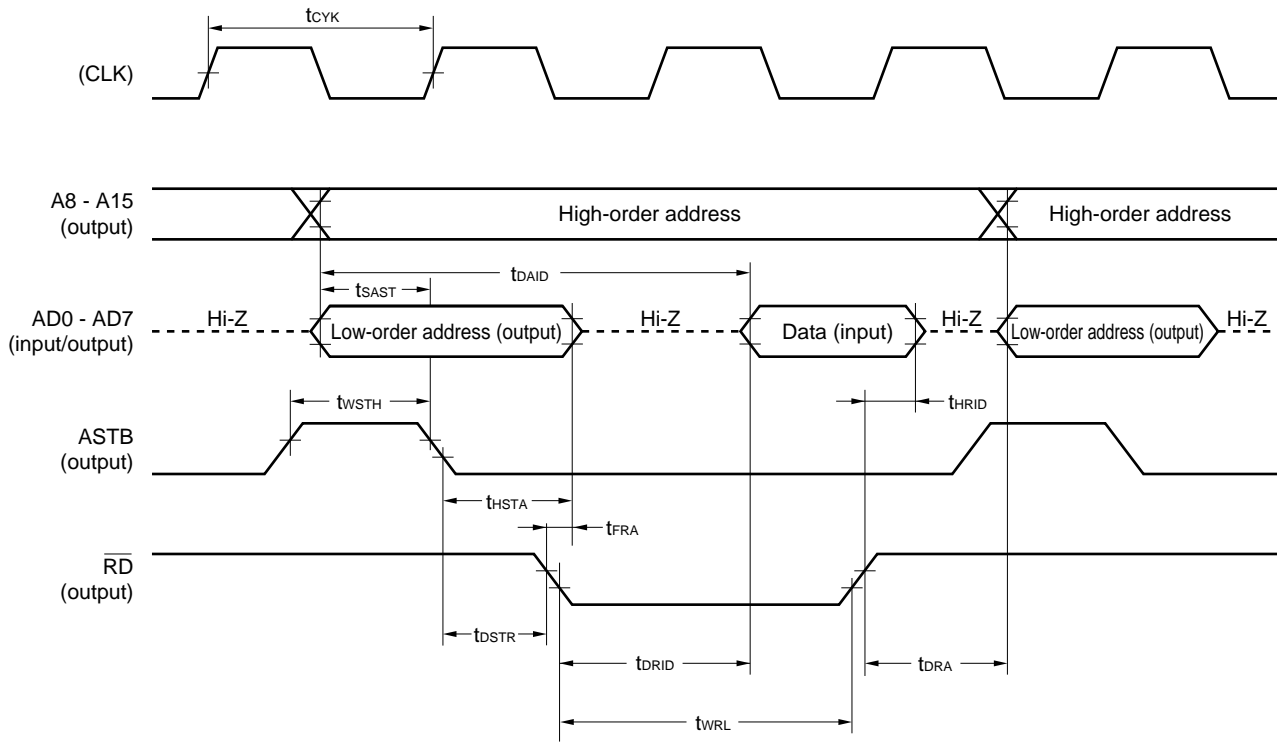 tCYK
(CLK)
A8 - A15
(output)
High-order address
High-order address
tDAID
tSAST
AD0 - AD7
(input/output)
Hi-Z
Low-order address (output)
Hi-Z
Data (input)
Hi-Z
Low-order address (output)
Hi-Z
tWSTH
tHRID
ASTB
(output)
tHSTA
tFRA
RD
(output)
tDSTR
tDRID
tDRA
tWRL